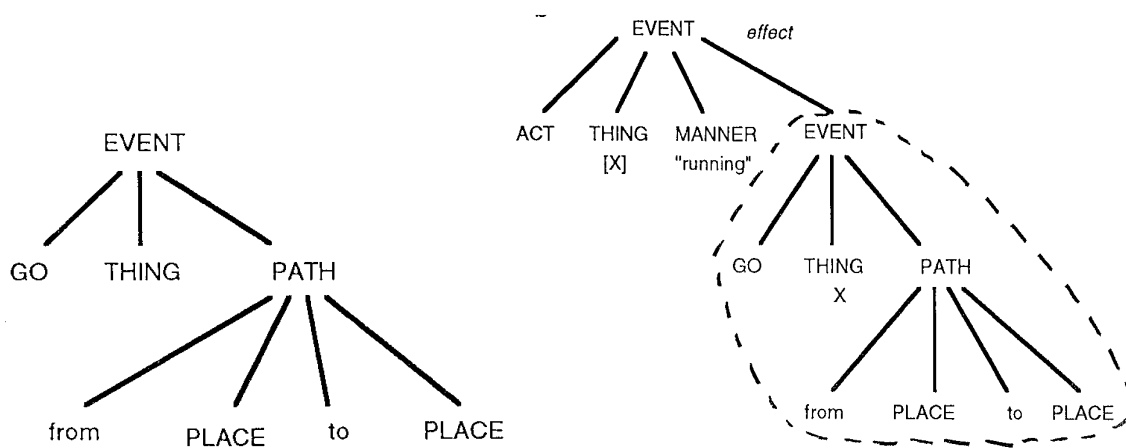 EVENT
GO THING PATH
from PLACE to PLACE
EVENT effect
ACT THING MANNER EVENT
[X] "running"
GO THING PATH
X
from PLACE to PLACE